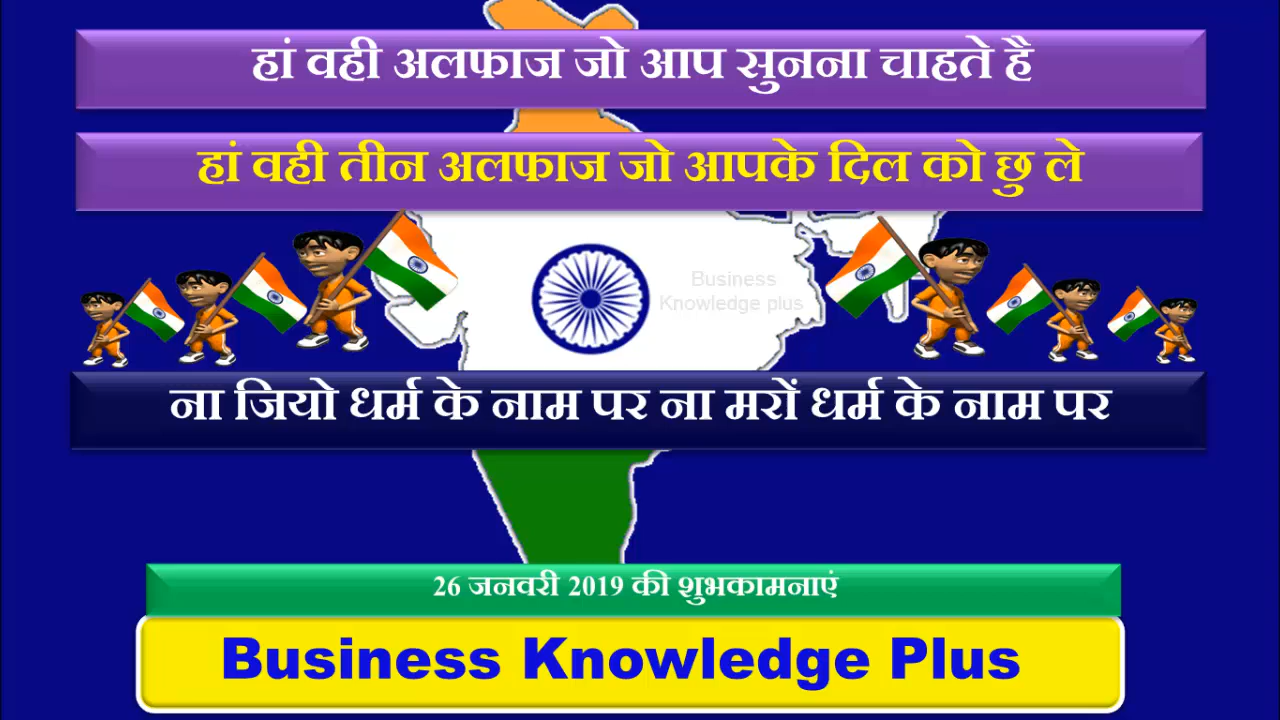 हां वही अलफाज जो आप सुनना चाहते है
हां वही तीन अलफाज जो आपके दिल को छु ले
Business
Knowledge plus
ना जियो धर्म के नाम पर ना मरों धर्म के नाम पर
26 जनवरी 2019 की शुभकामनाएं
Business Knowledge Plus